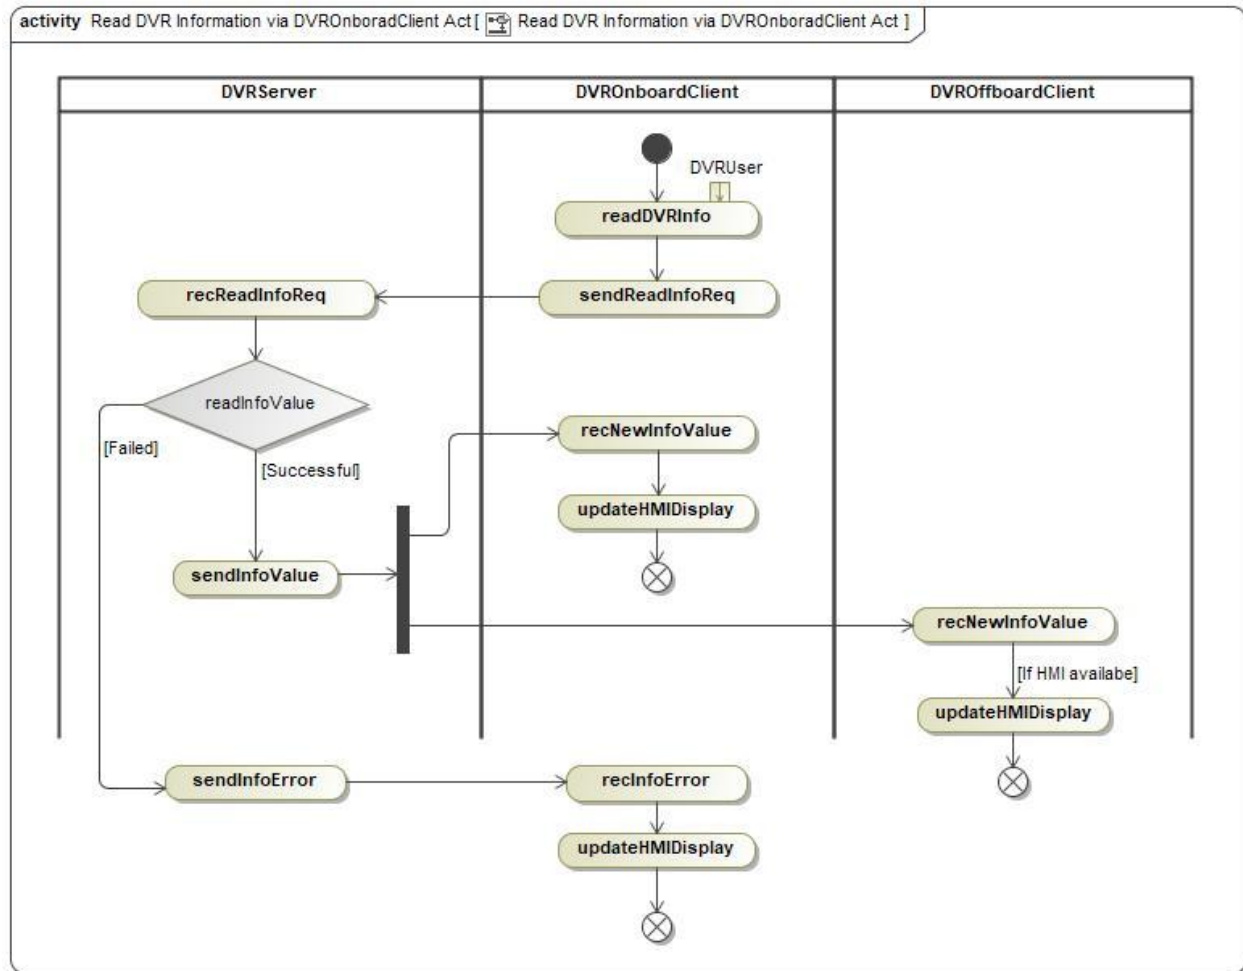 activity Read DVR Information via DVROnboradClient Act [ Read DVR Information via DVROnboradClient Act ]
DVRServer
DVROnboardClient
DVROffboardClient
DVRUser
readDVRInfo
recReadInfoReq
sendReadInfoReq
readInfoValue
[Failed]
[Successful]
recNewInfoValue
updateHMIDisplay
sendInfoValue
recNewInfoValue
[If HMI availabe]
updateHMIDisplay
sendInfoError
recInfoError
updateHMIDisplay